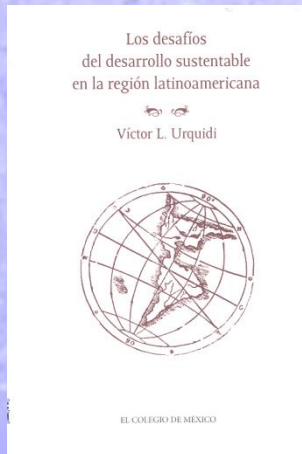 Los desafíos
del desarrollo sustentable
en la región latinoamericana
Víctor L. Urquidi
EL COLEGIO DE MÉXICO